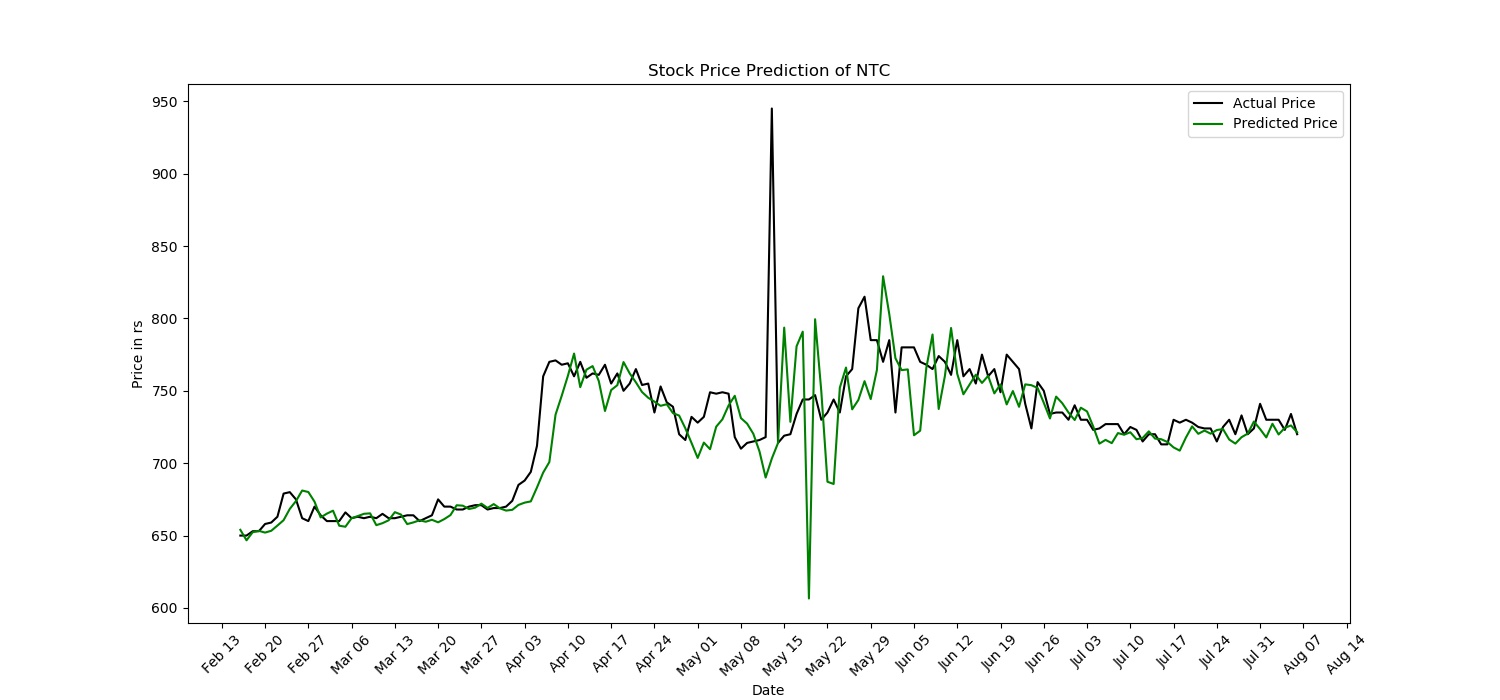 Stock Price Prediction of NTC
Actual Price
Predicted Price
Price in rs
950
900
850
800
750
700
650
600
Feb 13
Feb 20
Feb 27
Mar 06
Mar 13
Mar 20
Mar 27
Apr 03
Apr 10
Apr 17
Apr 24
May 01
May 08
May 15
May 22
May 29
Jun 05
Jun 12
Jun 19
Jun 26
Jul 03
Jul 10
Jul 17
Jul 24
Jul 31
Aug 07
Aug 14
Date